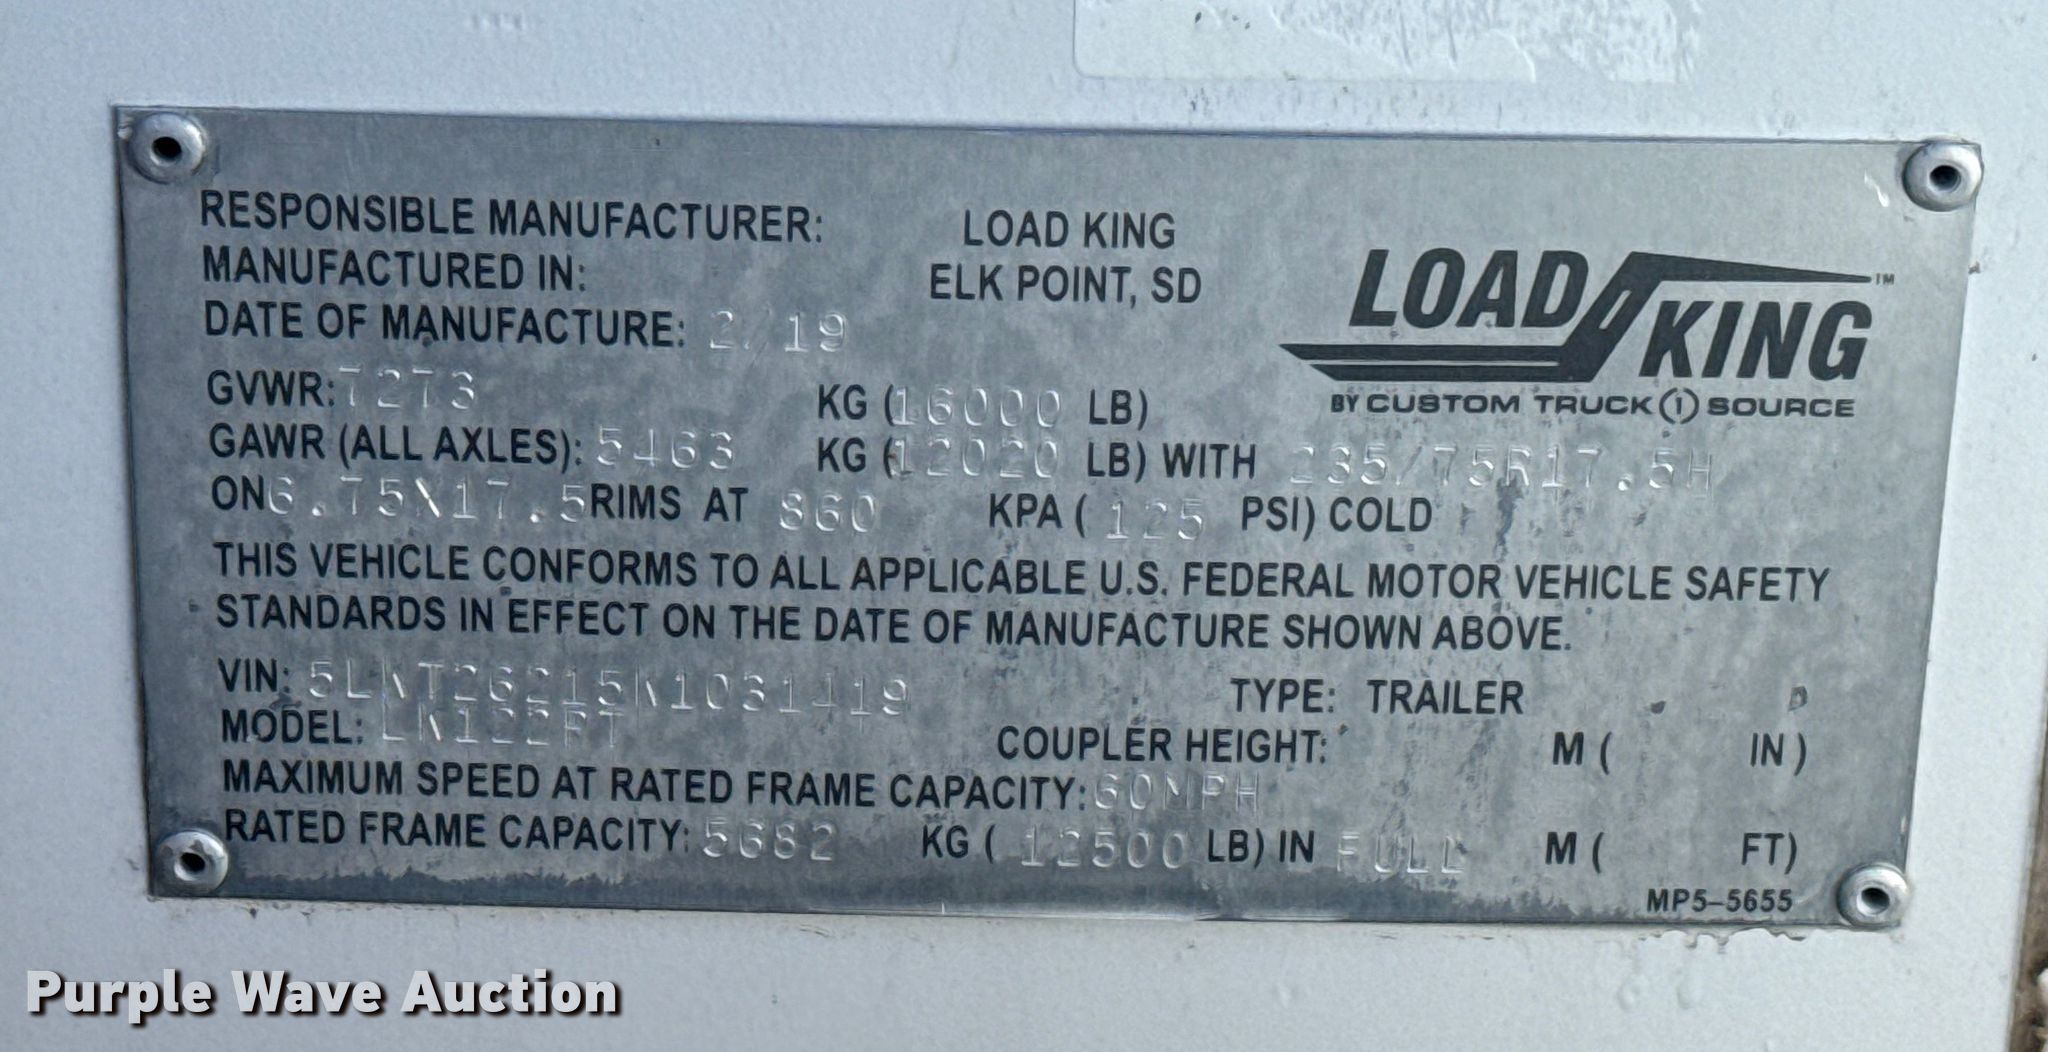 RESPONSIBLE MANUFACTURER: LOAD KING
MANUFACTURED IN: ELK POINT, SD
DATE OF MANUFACTURE: 2/19
LOAD KING™
BY CUSTOM TRUCK (1) SOURCE
GVWR: 7273 KG (16000 LB)
GAWR (ALL AXLES): 5463 KG (12020 LB) WITH 235/75R17.5H
ON 6.75X17.5 RIMS AT 860 KPA (125 PSI) COLD
THIS VEHICLE CONFORMS TO ALL APPLICABLE U.S. FEDERAL MOTOR VEHICLE SAFETY
STANDARDS IN EFFECT ON THE DATE OF MANUFACTURE SHOWN ABOVE.
VIN: TYPE: TRAILER
MODEL: COUPLER HEIGHT: M ( IN)
MAXIMUM SPEED AT RATED FRAME CAPACITY: 60MPH
RATED FRAME CAPACITY: 5682 KG (12500 LB) IN FULL M ( FT)
MP5-5655
Purple Wave Auction